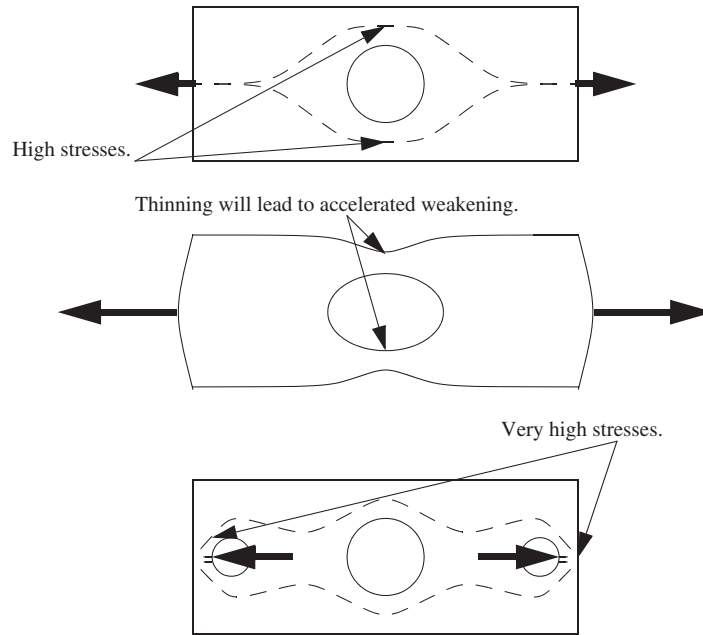 High stresses.
Thinning will lead to accelerated weakening.
Very high stresses.